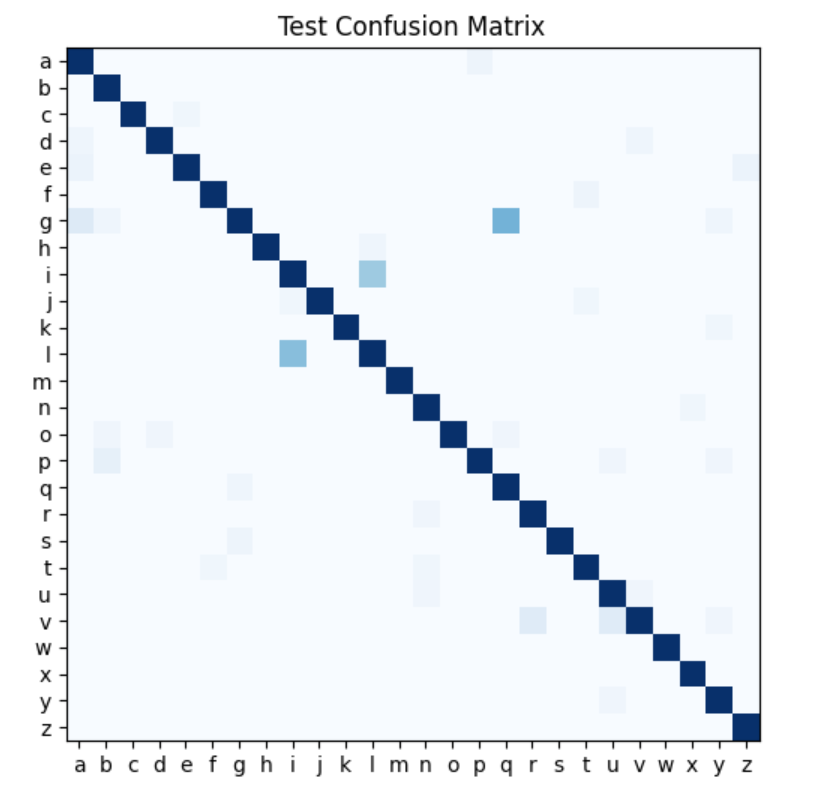 Test Confusion Matrix
a
b
c
d
e
f
g
h
i
j
k
l
m
n
o
p
q
r
s
t
u
v
w
x
y
z
a b c d e f g h i j k l m n o p q r s t u v w x y z